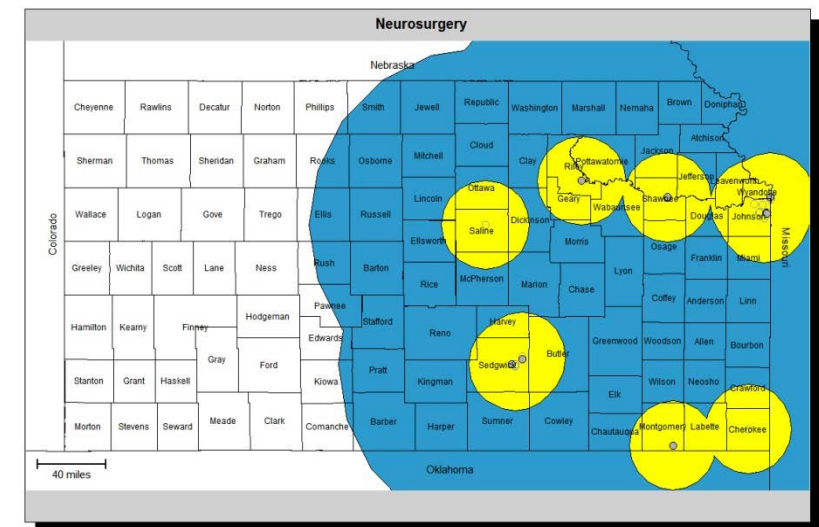 Neurosurgery
Nebraska
Cheyenne Rawlins Decatur Norton Phillips Smith Jewell Republic Washington Marshall Nemaha Brown Doniphan
Atchison
Sherman Thomas Sheridan Graham Rooks Osborne Mitchell Cloud Clay Riley Pottawatomie Jackson Jefferson Leavenworth
Wyandotte
Wallace Logan Gove Trego Ellis Russell Lincoln Ottawa Saline Dickinson Geary Wabaunsee Shawnee Douglas Johnson
Colorado
Missouri
Greeley Wichita Scott Lane Ness Rush Barton Ellsworth Rice McPherson Marion Morris Chase Lyon Osage Franklin Miami
Hamilton Kearny Finney Hodgeman Pawnee Edwards Stafford Reno Harvey Coffey Anderson Linn
Gray Ford Kiowa Pratt Kingman Sedgwick Butler Greenwood Woodson Allen Bourbon
Stanton Grant Haskell Elk Wilson Neosho Crawford
Morton Stevens Seward Meade Clark Comanche Barber Harper Sumner Cowley Chautauqua Montgomery Labette Cherokee
40 miles
Oklahoma